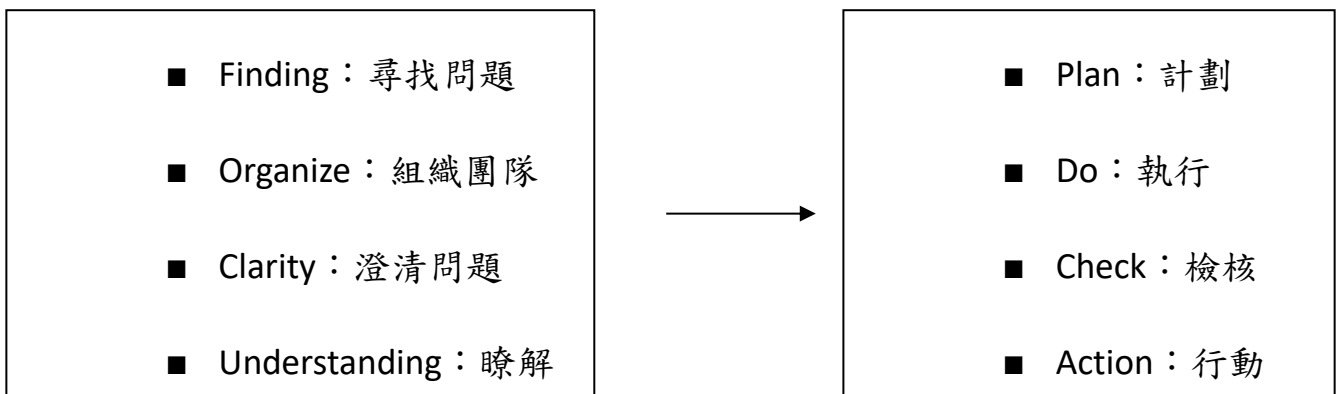 ■ Finding：尋找問題
■ Organize：組織團隊
■ Clarity：澄清問題
■ Understanding：瞭解
■ Plan：計劃
■ Do：執行
■ Check：檢核
■ Action：行動